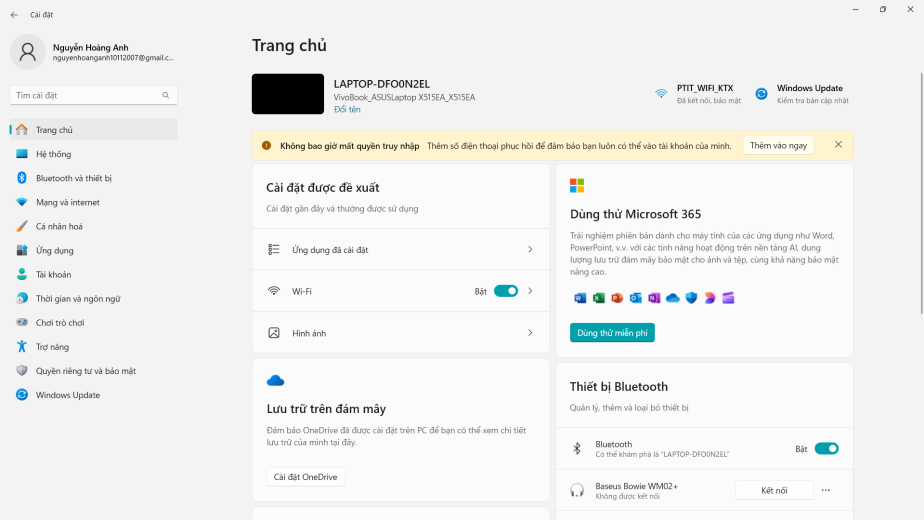 Cài đặt
Nguyễn Hoàng Anh
nguyenhoanganh10112007@gmail.c...
Tìm cài đặt
Trang chủ
Hệ thống
Bluetooth và thiết bị
Mạng và internet
Cá nhân hoá
Ứng dụng
Tài khoản
Thời gian và ngôn ngữ
Chơi trò chơi
Trợ năng
Quyền riêng tư và bảo mật
Windows Update
Trang chủ
LAPTOP-DFO0N2EL
VivoBook_ASUSLaptop X515EA_X515EA
Đổi tên
PTIT_WIFI_KTX
Đã kết nối, bảo mật
Windows Update
Kiểm tra bản cập nhật
Không bao giờ mất quyền truy nhập Thêm số điện thoại phục hồi để đảm bảo bạn luôn có thể vào tài khoản của mình. Thêm vào ngay
Cài đặt được đề xuất
Cài đặt gần đây và thường được sử dụng
Ứng dụng đã cài đặt
Wi-Fi Bật
Hình ảnh
Lưu trữ trên đám mây
Đảm bảo OneDrive đã được cài đặt trên PC để bạn có thể xem chi tiết
lưu trữ của mình tại đây.
Cài đặt OneDrive
Dùng thử Microsoft 365
Trải nghiệm phiên bản dành cho máy tính của các ứng dụng như Word,
PowerPoint, v.v. với các tính năng hoạt động trên nền tảng AI, dung
lượng lưu trữ đám mây bảo mật cho ảnh và tệp, cùng khả năng bảo mật
nâng cao.
Dùng thử miễn phí
Thiết bị Bluetooth
Quản lý, thêm và loại bỏ thiết bị
Bluetooth
Có thể khám phá là "LAPTOP-DFO0N2EL"
Bật
Baseus Bowie WM02+
Không được kết nối
Kết nối